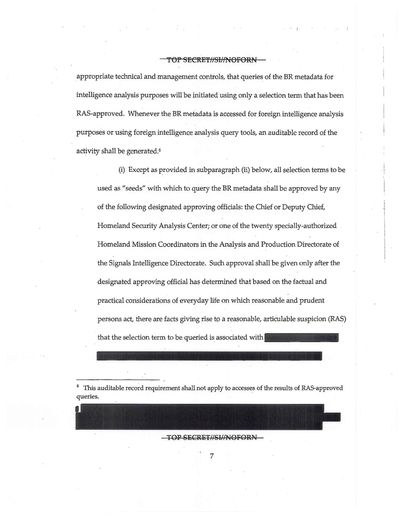 TOP SECRET//SI//NOFORN
appropriate technical and management controls, that queries of the BR metadata for
intelligence analysis purposes will be initiated using only a selection term that has been
RAS-approved. Whenever the BR metadata is accessed for foreign intelligence analysis
purposes or using foreign intelligence analysis query tools, an auditable record of the
activity shall be generated.⁶
(i) Except as provided in subparagraph (ii) below, all selection terms to be
used as "seeds" with which to query the BR metadata shall be approved by any
of the following designated approving officials: the Chief or Deputy Chief,
Homeland Security Analysis Center; or one of the twenty specially-authorized
Homeland Mission Coordinators in the Analysis and Production Directorate of
the Signals Intelligence Directorate. Such approval shall be given only after the
designated approving official has determined that based on the factual and
practical considerations of everyday life on which reasonable and prudent
persons act, there are facts giving rise to a reasonable, articulable suspicion (RAS)
that the selection term to be queried is associated with
⁶ This auditable record requirement shall not apply to accesses of the results of RAS-approved
queries.
TOP SECRET//SI//NOFORN
7